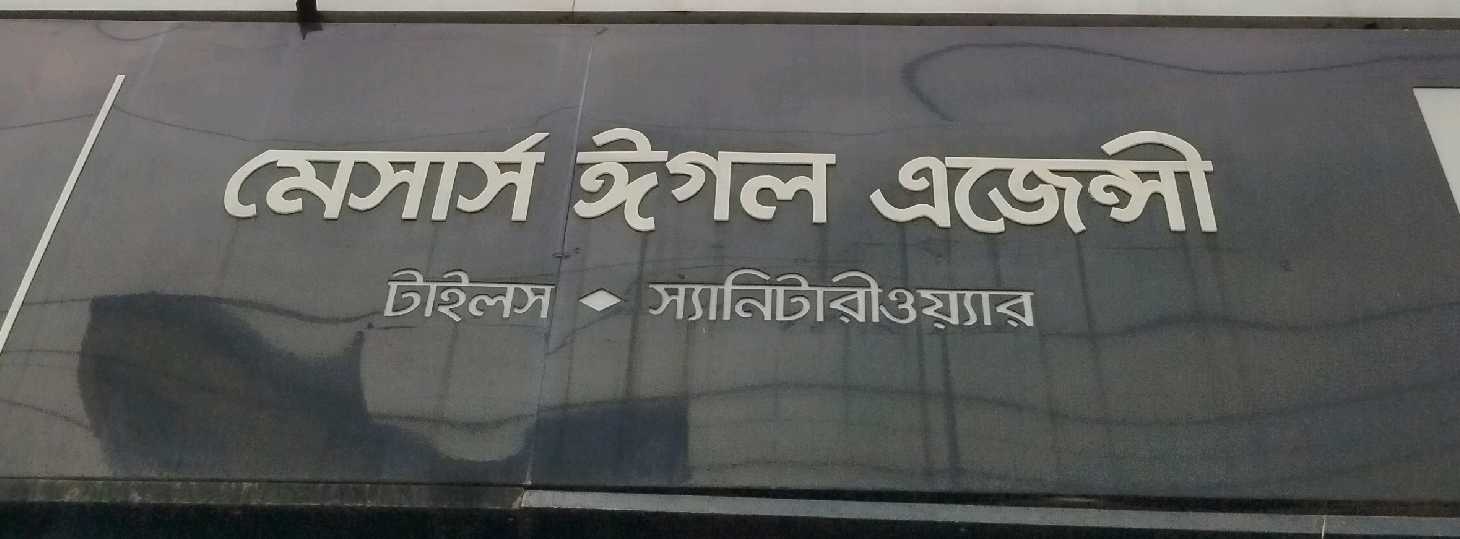 মেসার্স ঈগল এজেন্সী
টাইলস ◆ স্যানিটারীওয়্যার